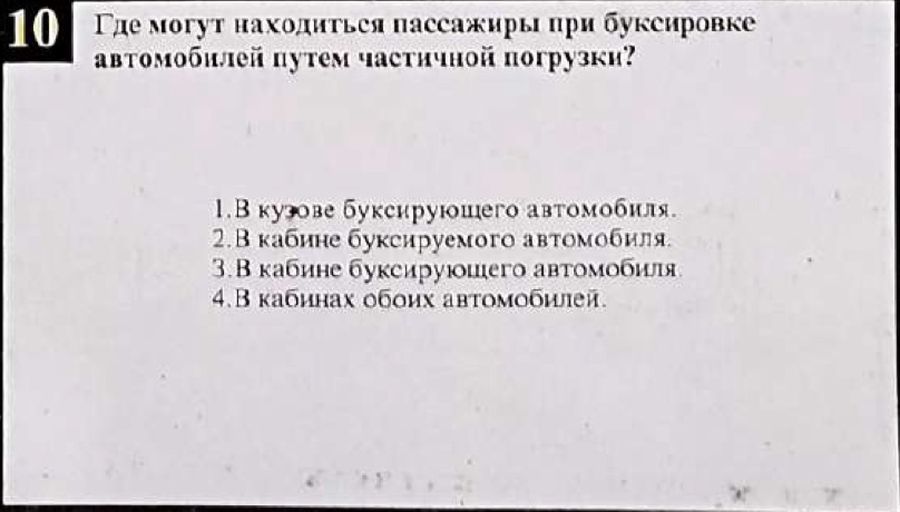 10
Где могут находиться пассажиры при буксировке
автомобилей путем частичной погрузки?
1.В кузове буксирующего автомобиля.
2.В кабине буксируемого автомобиля.
3.В кабине буксирующего автомобиля.
4.В кабинах обоих автомобилей.